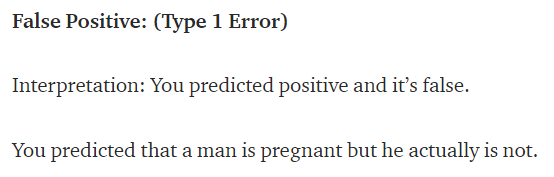 False Positive: (Type 1 Error)
Interpretation: You predicted positive and it’s false.
You predicted that a man is pregnant but he actually is not.